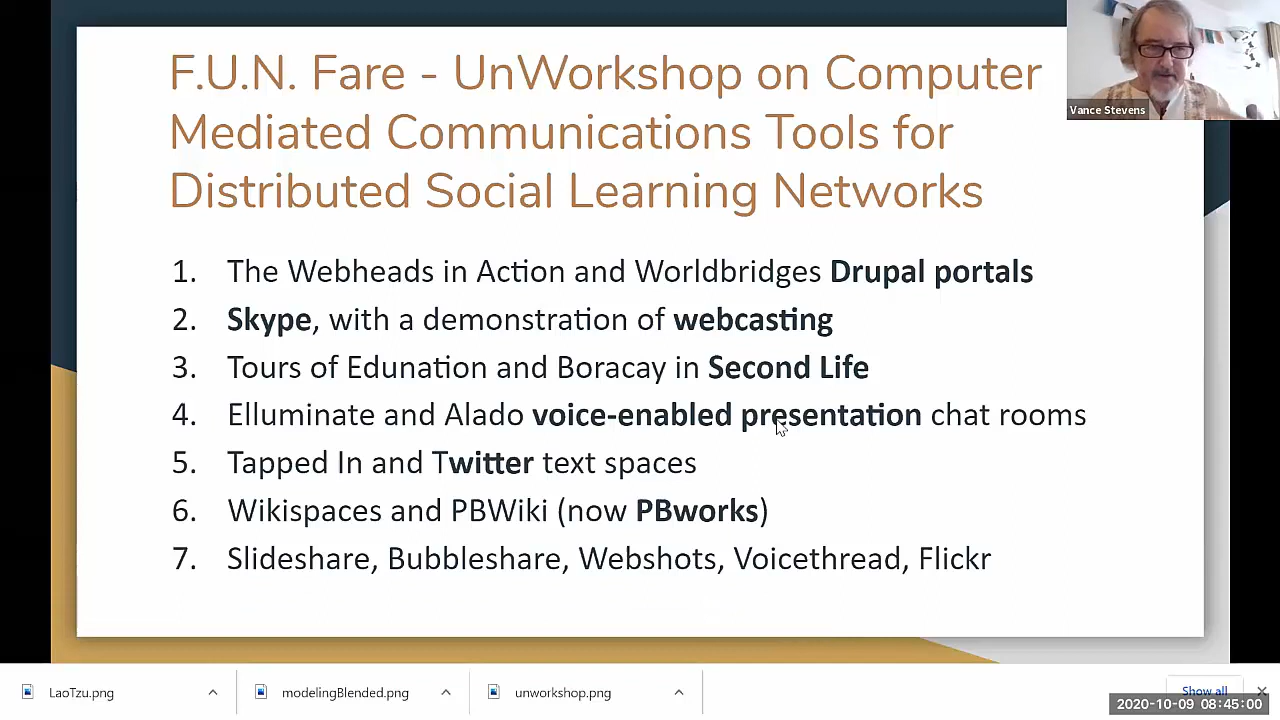 F.U.N. Fare - UnWorkshop on Computer
Mediated Communications Tools for
Distributed Social Learning Networks
Vance Stevens
1. The Webheads in Action and Worldbridges Drupal portals
2. Skype, with a demonstration of webcasting
3. Tours of Edunation and Boracay in Second Life
4. Elluminate and Alado voice-enabled presentation chat rooms
5. Tapped In and Twitter text spaces
6. Wikispaces and PBWiki (now PBworks)
7. Slideshare, Bubbleshare, Webshots, Voicethread, Flickr
LaoTzu.png
modelingBlended.png
unworkshop.png
Show all
2020-10-09 08:45:00